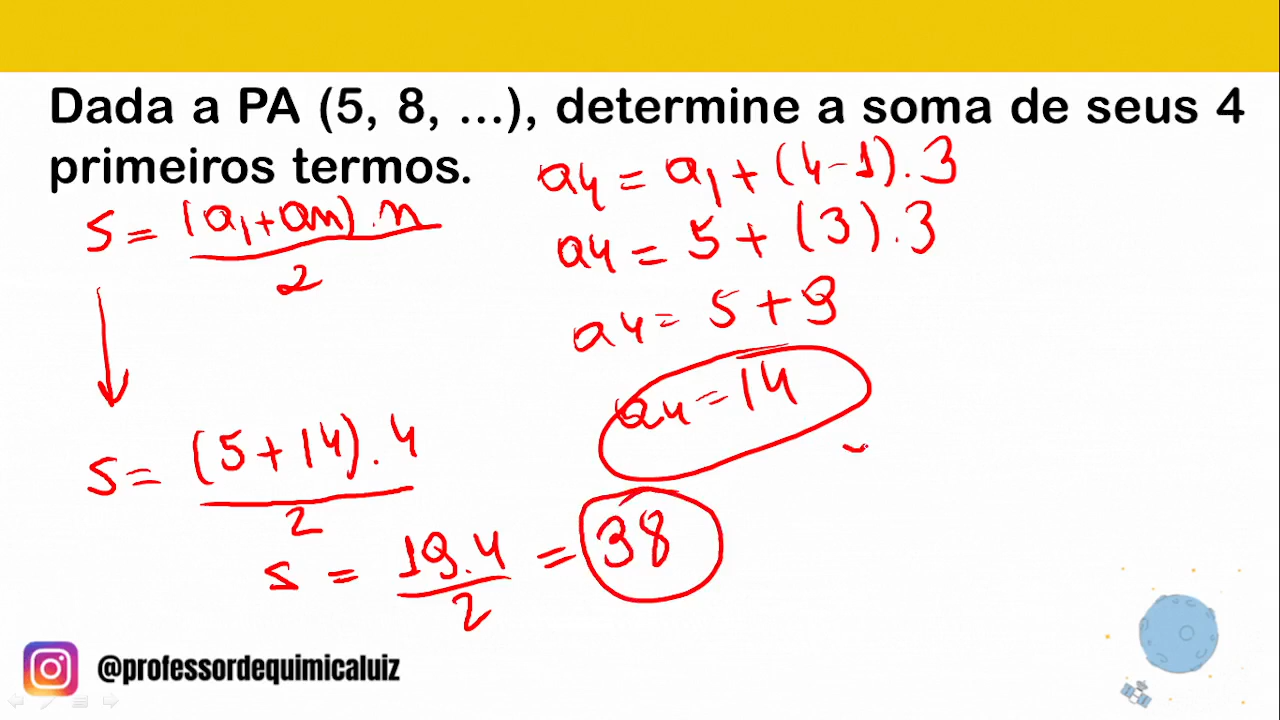 Dada a PA (5, 8, ...), determine a soma de seus 4
primeiros termos.
a4 = a1 + (4-1).3
a4 = 5 + (3).3
a4 = 5 + 9
a4 = 14
S = (a1 + an).n
2
S = (5 + 14).4
2
S = 19.4 = 38
2
@professordequimicaluiz